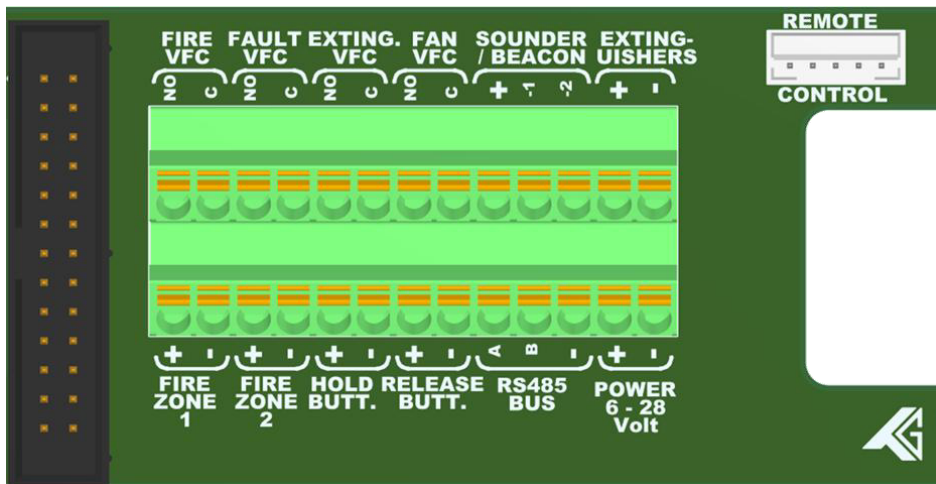 REMOTE
FIRE VFC
FAULT VFC
EXTING. VFC
FAN VFC
SOUNDER / BEACON
EXTING-UISHERS
NO C NO C NO C NO C + -1 -2 + -
CONTROL
+ - + - + - + - A B - + -
FIRE ZONE 1
FIRE ZONE 2
HOLD BUTT.
RELEASE BUTT.
RS485 BUS
POWER 6 - 28 Volt